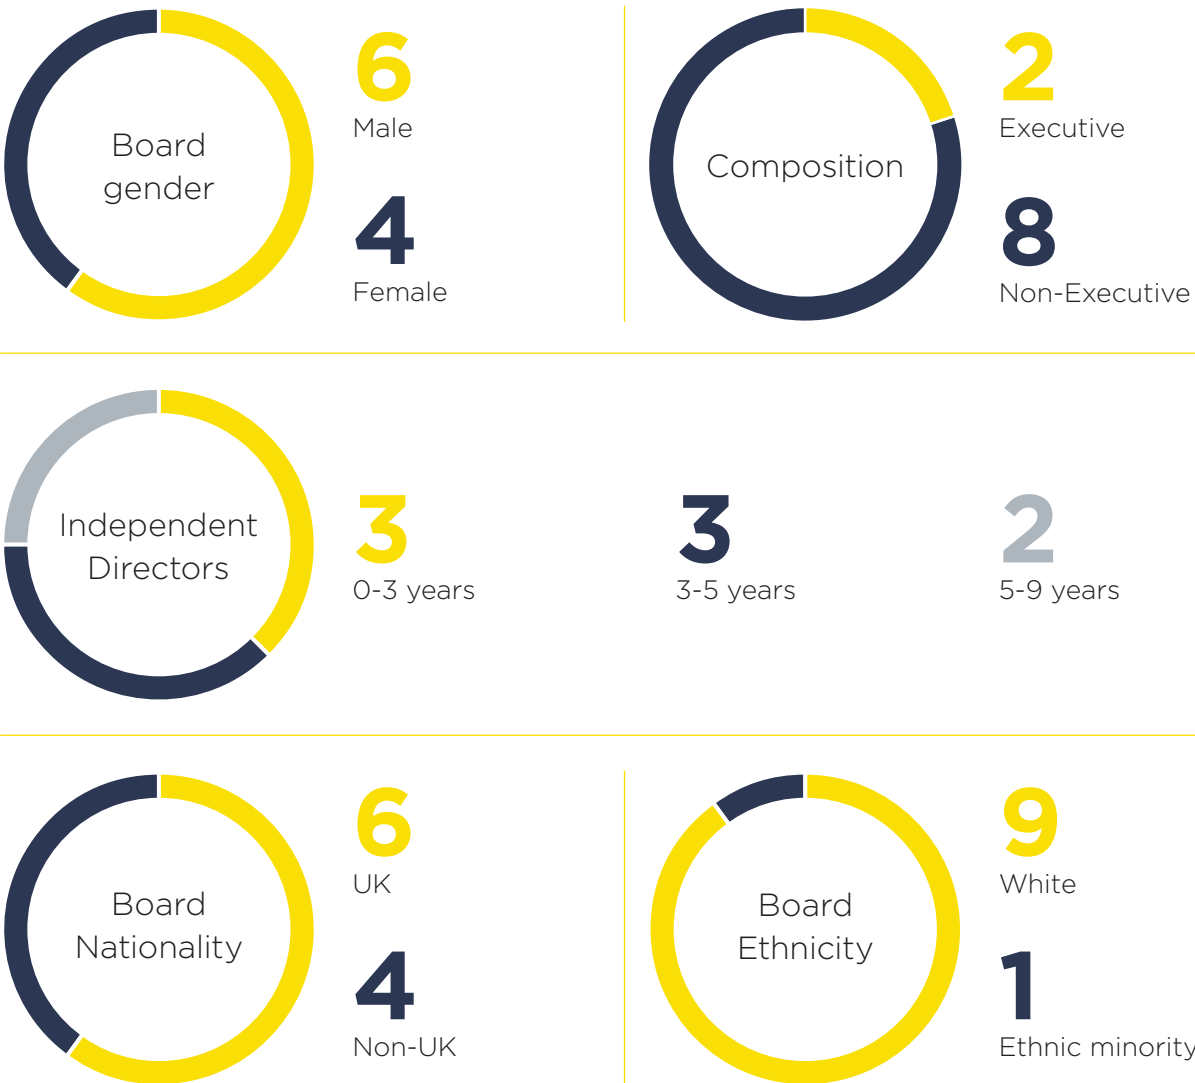 Board
gender
6
Male
4
Female
Composition
2
Executive
8
Non-Executive
Independent
Directors
3
0-3 years
3
3-5 years
2
5-9 years
Board
Nationality
6
UK
4
Non-UK
Board
Ethnicity
9
White
1
Ethnic minority